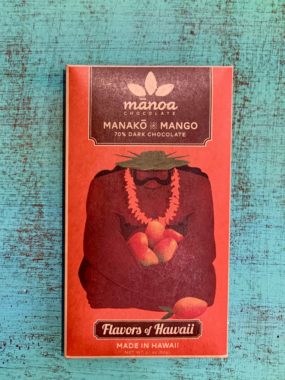 mānoa
CHOCOLATE
MANAKŌ MANGO
70% DARK CHOCOLATE
Flavors of Hawaii
MADE IN HAWAII
NET WT.